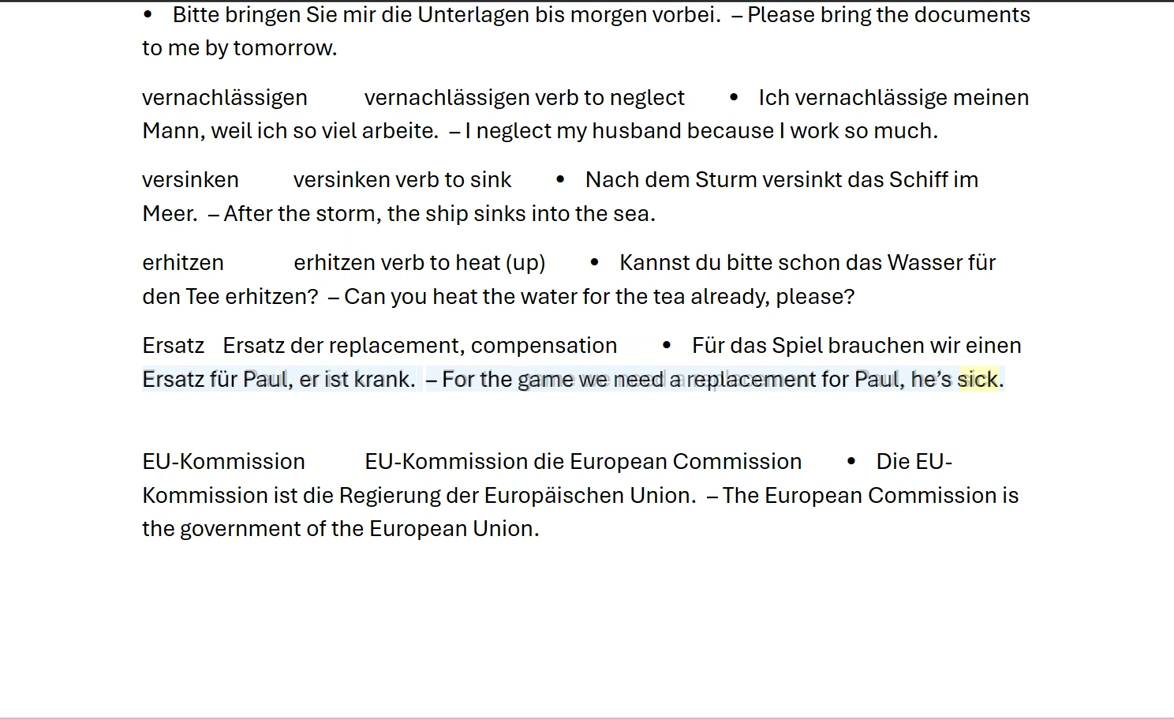 • Bitte bringen Sie mir die Unterlagen bis morgen vorbei. – Please bring the documents
to me by tomorrow.
vernachlässigen vernachlässigen verb to neglect • Ich vernachlässige meinen
Mann, weil ich so viel arbeite. – I neglect my husband because I work so much.
versinken versinken verb to sink • Nach dem Sturm versinkt das Schiff im
Meer. – After the storm, the ship sinks into the sea.
erhitzen erhitzen verb to heat (up) • Kannst du bitte schon das Wasser für
den Tee erhitzen? – Can you heat the water for the tea already, please?
Ersatz Ersatz der replacement, compensation • Für das Spiel brauchen wir einen
Ersatz für Paul, er ist krank. – For the game we need a replacement for Paul, he’s sick.
EU-Kommission EU-Kommission die European Commission • Die EU-
Kommission ist die Regierung der Europäischen Union. – The European Commission is
the government of the European Union.